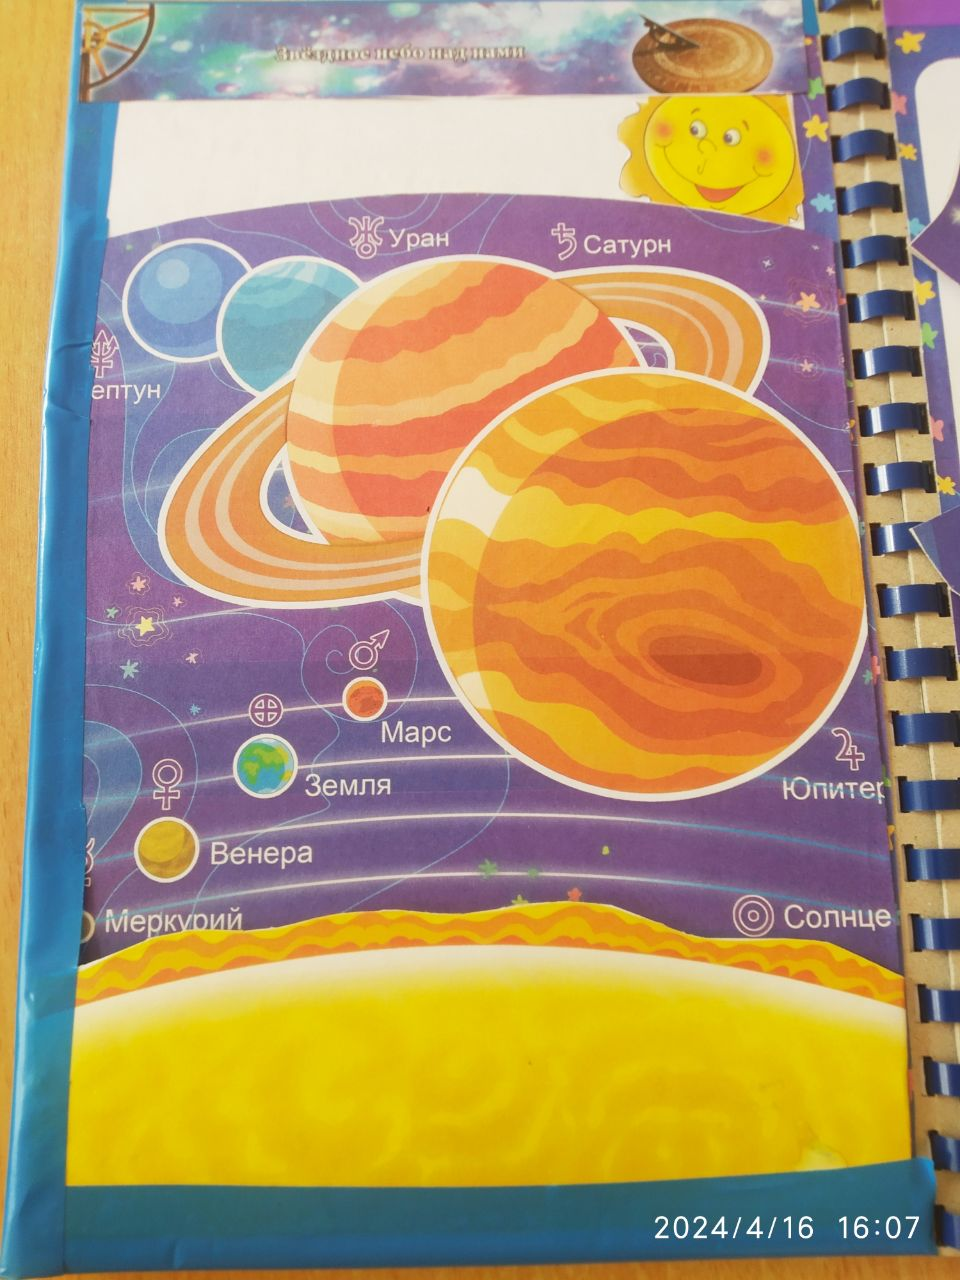 Звёздное небо над нами
Уран
Сатурн
ептун
Марс
Земля
Юпитер
Венера
Меркурий
Солнце
2024/4/16 16:07